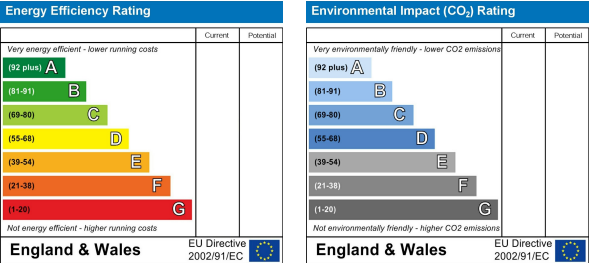 Energy Efficiency Rating
Current Potential
Very energy efficient - lower running costs
(92 plus) A
(81-91) B
(69-80) C
(55-68) D
(39-54) E
(21-38) F
(1-20) G
Not energy efficient - higher running costs
England & Wales
EU Directive
2002/91/EC
Environmental Impact (CO₂) Rating
Current Potential
Very environmentally friendly - lower CO2 emissions
(92 plus) A
(81-91) B
(69-80) C
(55-68) D
(39-54) E
(21-38) F
(1-20) G
Not environmentally friendly - higher CO2 emissions
England & Wales
EU Directive
2002/91/EC